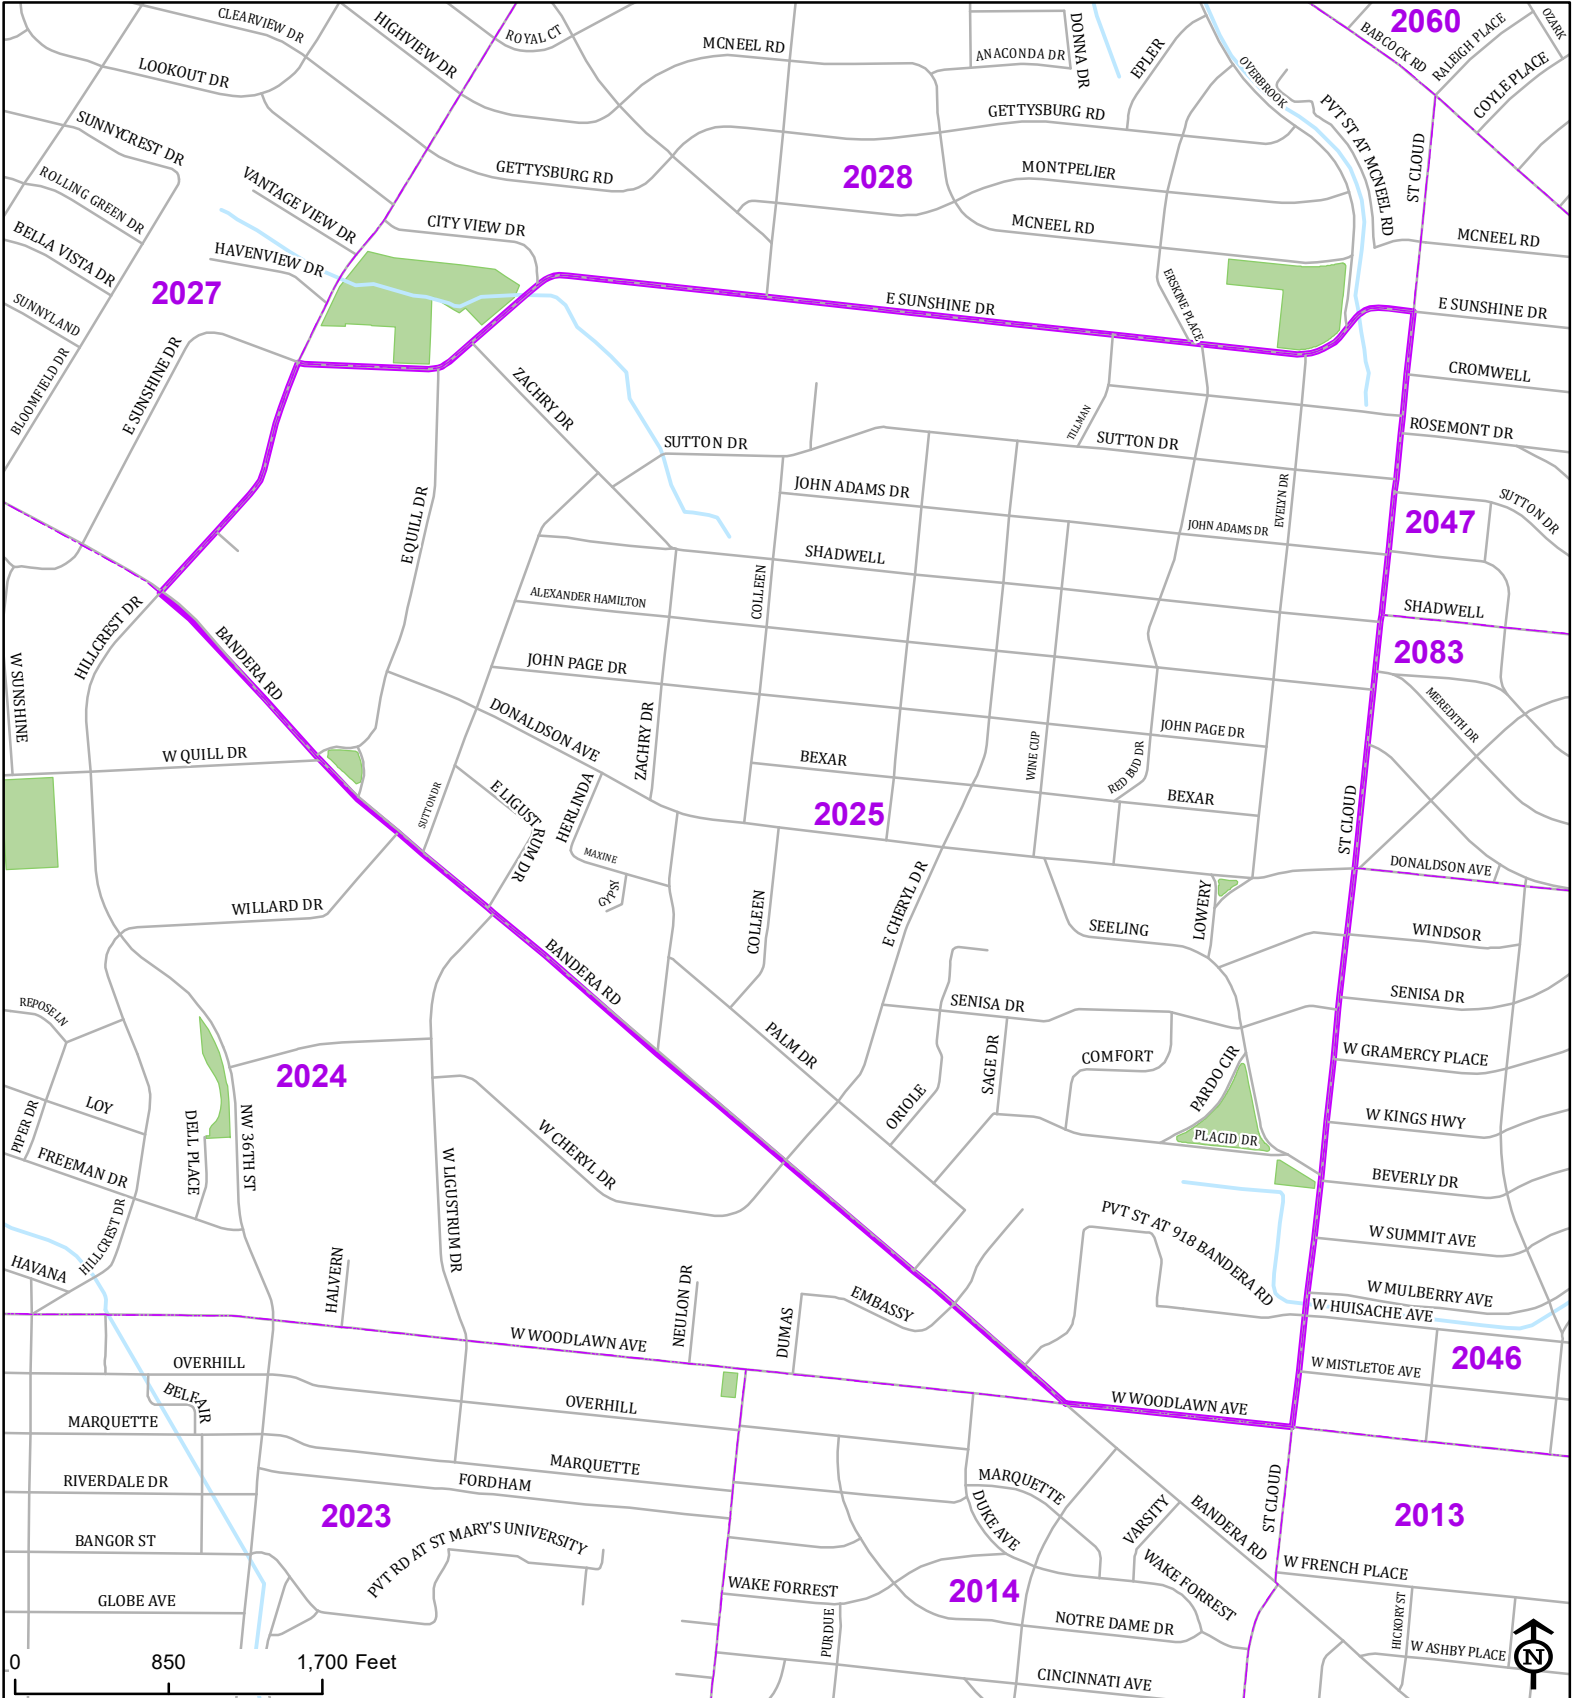 CLEARVIEW DR
HIGHVIEW DR
ROYAL CT
MCNEEL RD
ANACONDA DR
DONNA DR
EPLER
OVERBROOK
2060
BABCOCK RD
RALEIGH PLACE
OZARK
COYLE PLACE
LOOKOUT DR
GETTYSBURG RD
PVT ST AT MCNEEL RD
ST CLOUD
SUNNYCREST DR
ROLLING GREEN DR
VANTAGE VIEW DR
GETTYSBURG RD
2028
MONTPELIER
BELLA VISTA DR
HAVENVIEW DR
CITY VIEW DR
MCNEEL RD
MCNEEL RD
2027
SUNNYLAND
E SUNSHINE DR
ERSKINE PLACE
E SUNSHINE DR
BLOOMFIELD DR
E SUNSHINE DR
ZACHRY DR
CROMWELL
TILLMAN
SUTTON DR
SUTTON DR
ROSEMONT DR
JOHN ADAMS DR
EVELYN DR
JOHN ADAMS DR
2047
SUTTON DR
E QUILL DR
SHADWELL
COLLEEN
ALEXANDER HAMILTON
SHADWELL
HILLCREST DR
BANDERA RD
W SUNSHINE
JOHN PAGE DR
2083
MEREDITH DR
DONALDSON AVE
ZACHRY DR
JOHN PAGE DR
W QUILL DR
BEXAR
WINE CUP
RED BUD DR
BEXAR
SUTTON DR
E LIGUSTRUM DR
HERLINDA
2025
ST CLOUD
MAXINE
GYPSI
DONALDSON AVE
WILLARD DR
COLLEEN
E CHERYL DR
SEELING
LOWERY
WINDSOR
BANDERA RD
REPOSE LN
SENISA DR
SENISA DR
PALM DR
SAGE DR
COMFORT
PARDO CIR
W GRAMERCY PLACE
2024
LOY
PIPER DR
DELL PLACE
NW 36TH ST
ORIOLE
PLACID DR
W KINGS HWY
W CHERYL DR
W LIGUSTRUM DR
FREEMAN DR
BEVERLY DR
HILLCREST DR
PVT ST AT 918 BANDERA RD
W SUMMIT AVE
HAVANA
HALVERN
NEULON DR
DUMAS
EMBASSY
W MULBERRY AVE
W HUISACHE AVE
W WOODLAWN AVE
2046
OVERHILL
W MISTLETOE AVE
BELFAIR
OVERHILL
W WOODLAWN AVE
MARQUETTE
MARQUETTE
RIVERDALE DR
FORDHAM
MARQUETTE
DUKE AVE
VARSITY
BANDERA RD
ST CLOUD
2023
2013
BANGOR ST
PVT RD AT ST MARY'S UNIVERSITY
WAKE FORREST
2014
WAKE FORREST
W FRENCH PLACE
GLOBE AVE
PURDUE
NOTRE DAME DR
HICKORY ST
W ASHBY PLACE
CINCINNATI AVE
0 850 1,700 Feet
N